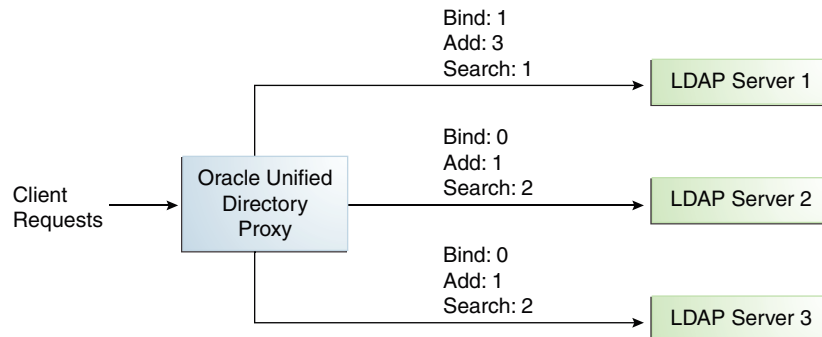 Bind: 1
Add: 3
Search: 1
LDAP Server 1
Bind: 0
Add: 1
Search: 2
Client
Requests
Oracle Unified
Directory
Proxy
LDAP Server 2
Bind: 0
Add: 1
Search: 2
LDAP Server 3